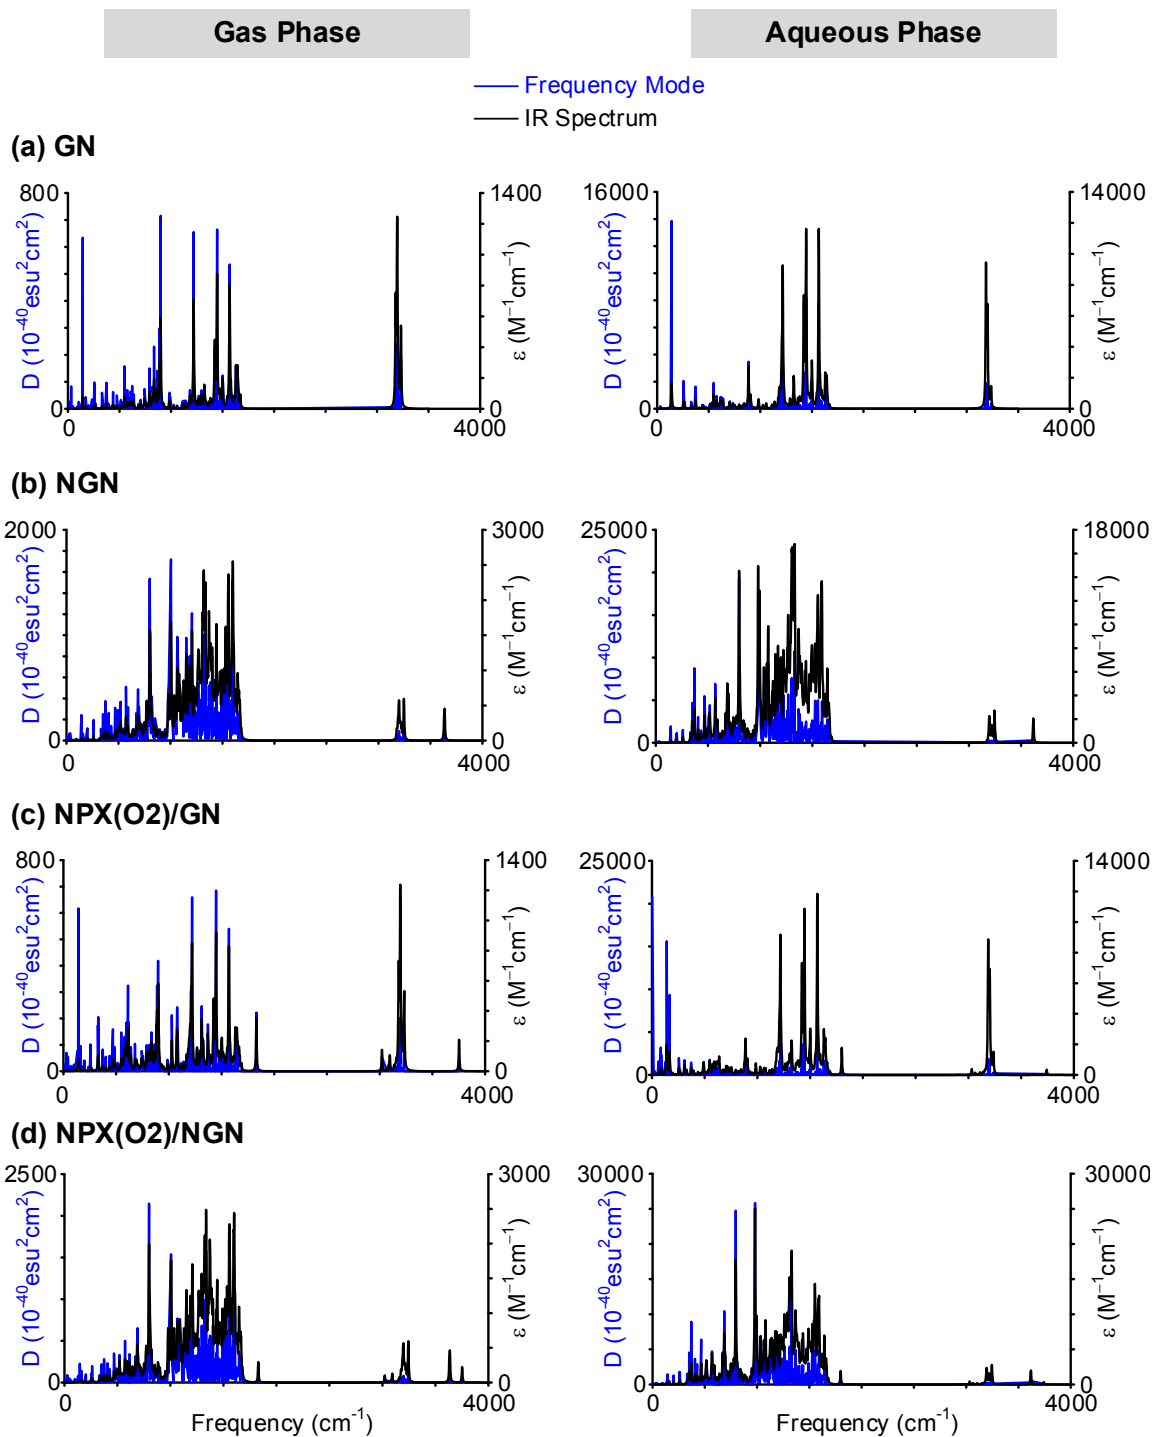 Gas Phase
Aqueous Phase
Frequency Mode
IR Spectrum
(a) GN
800
1400
D (10⁻⁴⁰esu²cm²)
ε (M⁻¹cm⁻¹)
0
0
0
4000
16000
14000
D (10⁻⁴⁰esu²cm²)
ε (M⁻¹cm⁻¹)
0
0
0
4000
(b) NGN
2000
3000
D (10⁻⁴⁰esu²cm²)
ε (M⁻¹cm⁻¹)
0
0
0
4000
25000
18000
D (10⁻⁴⁰esu²cm²)
ε (M⁻¹cm⁻¹)
0
0
0
4000
(c) NPX(O2)/GN
800
1400
D (10⁻⁴⁰esu²cm²)
ε (M⁻¹cm⁻¹)
0
0
0
4000
25000
14000
D (10⁻⁴⁰esu²cm²)
ε (M⁻¹cm⁻¹)
0
0
0
4000
(d) NPX(O2)/NGN
2500
3000
D (10⁻⁴⁰esu²cm²)
ε (M⁻¹cm⁻¹)
0
0
0
4000
Frequency (cm⁻¹)
30000
30000
D (10⁻⁴⁰esu²cm²)
ε (M⁻¹cm⁻¹)
0
0
0
4000
Frequency (cm⁻¹)